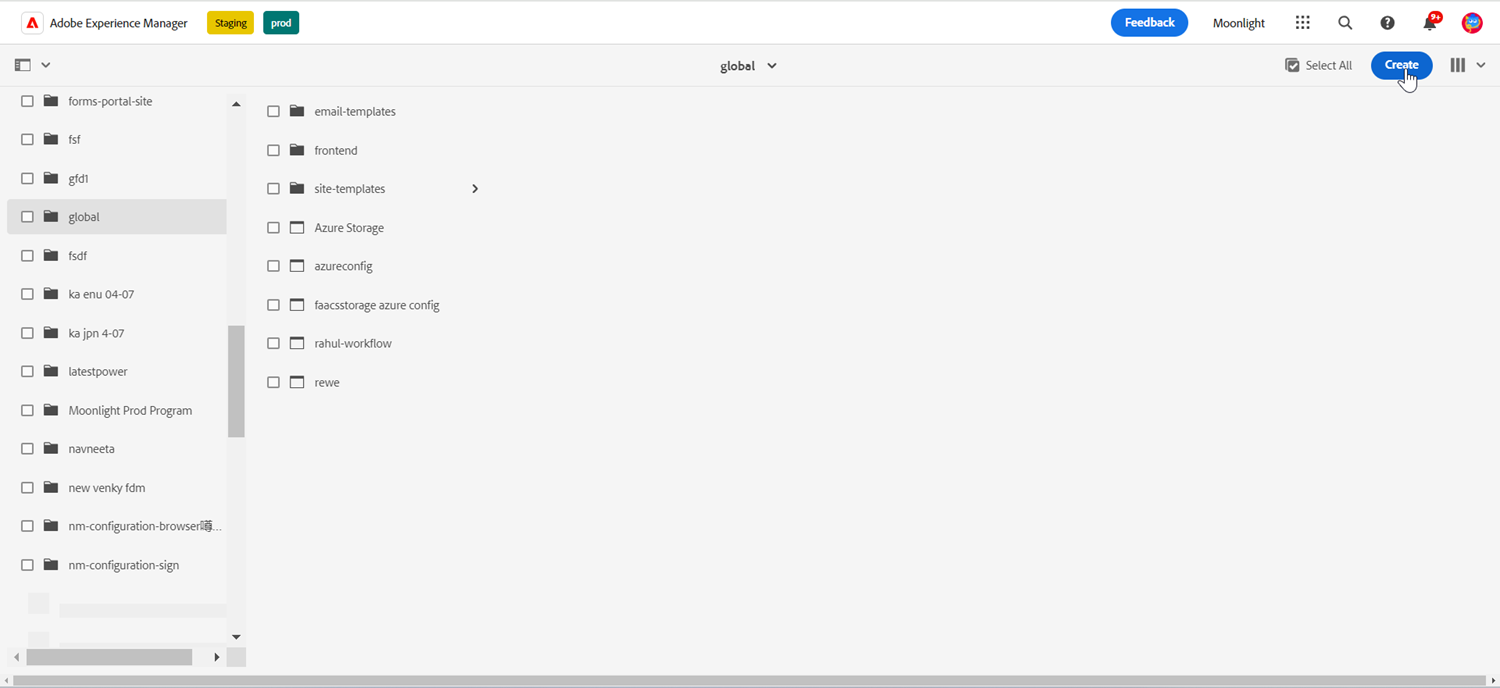 Adobe Experience Manager Staging prod Feedback Moonlight 9+
global Select All Create
forms-portal-site
fsf
gfd1
global
fsdf
ka enu 04-07
ka jpn 4-07
latestpower
Moonlight Prod Program
navneeta
new venky fdm
nm-configuration-browser噂...
nm-configuration-sign
email-templates
frontend
site-templates
Azure Storage
azureconfig
faacsstorage azure config
rahul-workflow
rewe